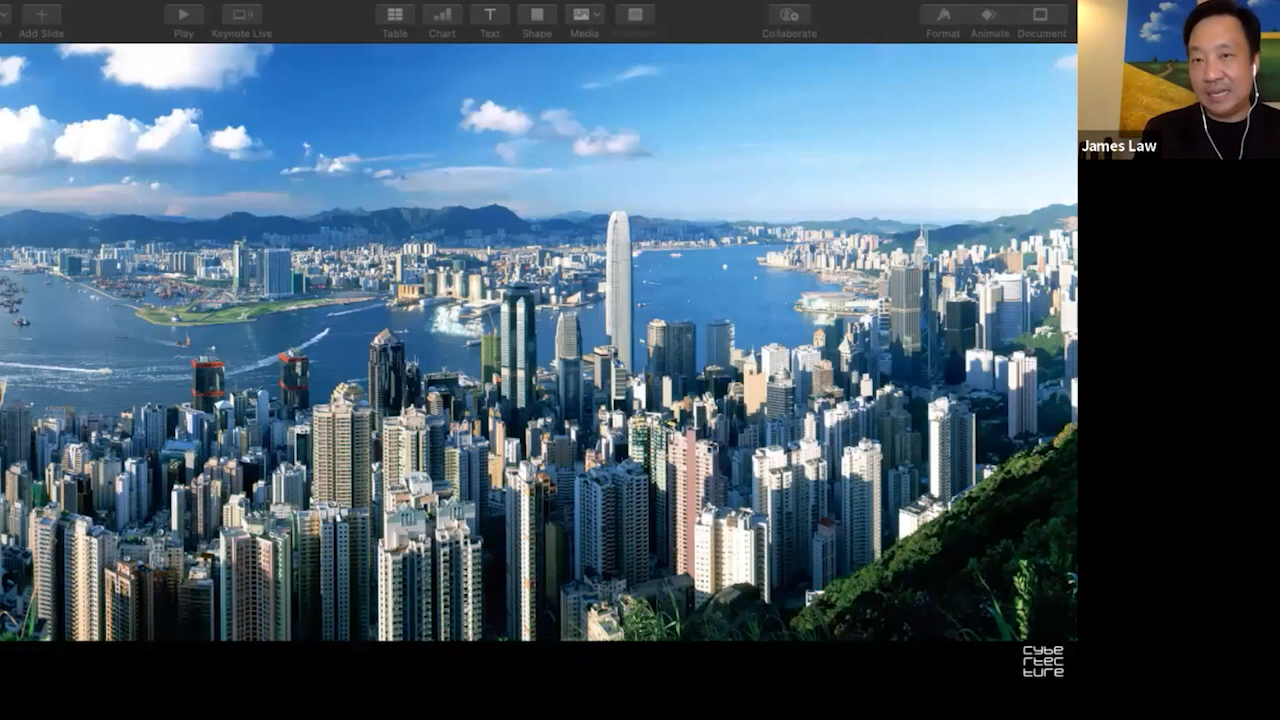 Add Slide
Play
Keynote Live
Table
Chart
Text
Shape
Media
Collaborate
Format
Animate
Document
James Law
cybe
rtec
ture